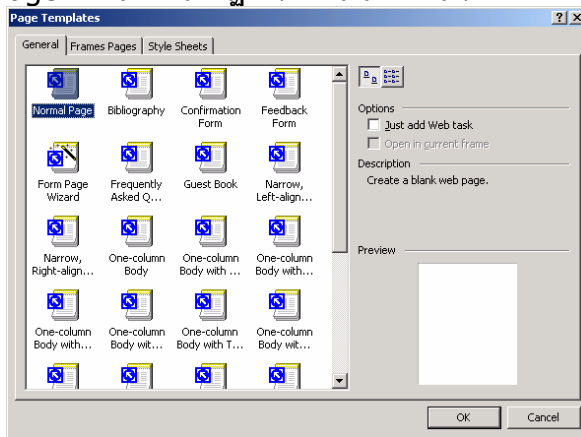 Page Templates
General Frames Pages Style Sheets
Normal Page Bibliography Confirmation Form Feedback Form
Form Page Wizard Frequently Asked Q... Guest Book Narrow, Left-align...
Narrow, Right-align... One-column Body One-column Body with ... One-column Body with...
One-column Body with... One-column Body wit... One-column Body with T... One-column Body wit...
Options
Just add Web task
Open in current frame
Description
Create a blank web page.
Preview
OK Cancel